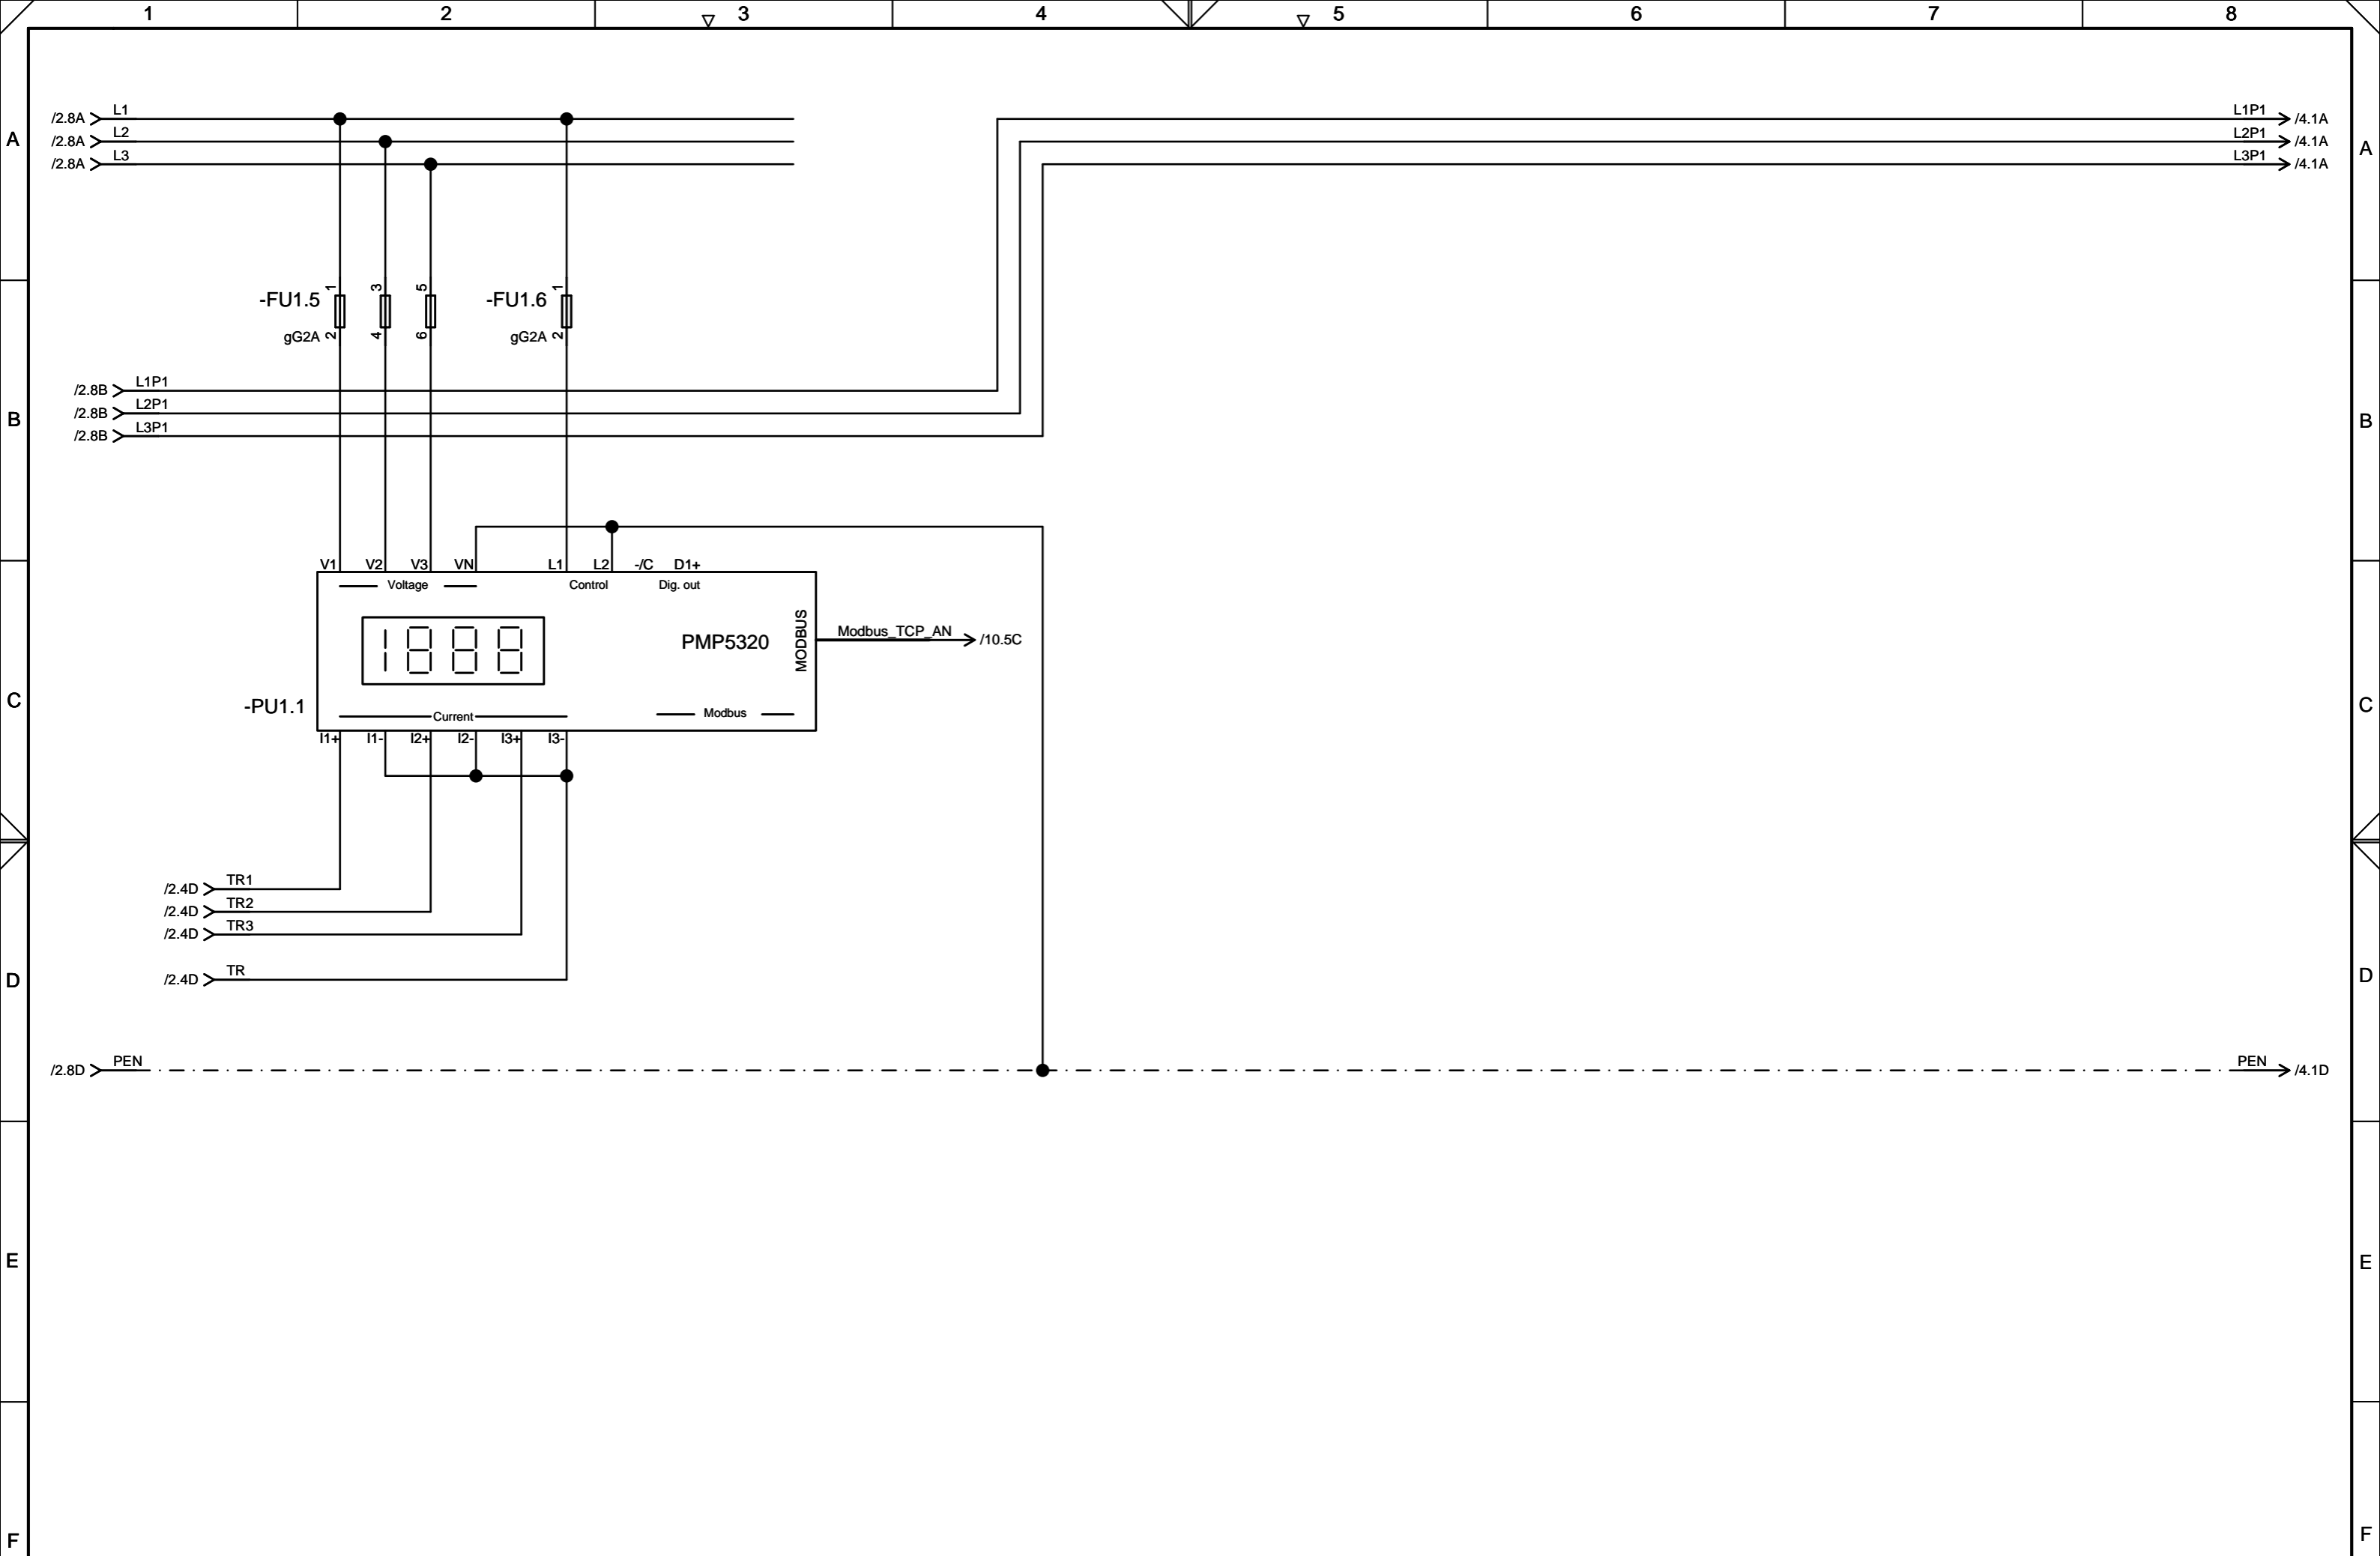 1 2 3 4 5 6 7 8
/2.8A L1 L1P1 /4.1A
A /2.8A L2 L2P1 /4.1A A
/2.8A L3 L3P1 /4.1A
1 3 5 1
-FU1.5 -FU1.6
gG2A 2 4 6 gG2A 2
/2.8B L1P1
B /2.8B L2P1 B
/2.8B L3P1
V1 V2 V3 VN L1 L2 -/C D1+
Voltage Control Dig. out
1888 PMP5320 MODBUS Modbus_TCP_AN /10.5C
C -PU1.1 C
Current Modbus
I1+ I1- I2+ I2- I3+ I3-
/2.4D TR1
/2.4D TR2
/2.4D TR3
D /2.4D TR D
/2.8D PEN PEN /4.1D
E E
F F